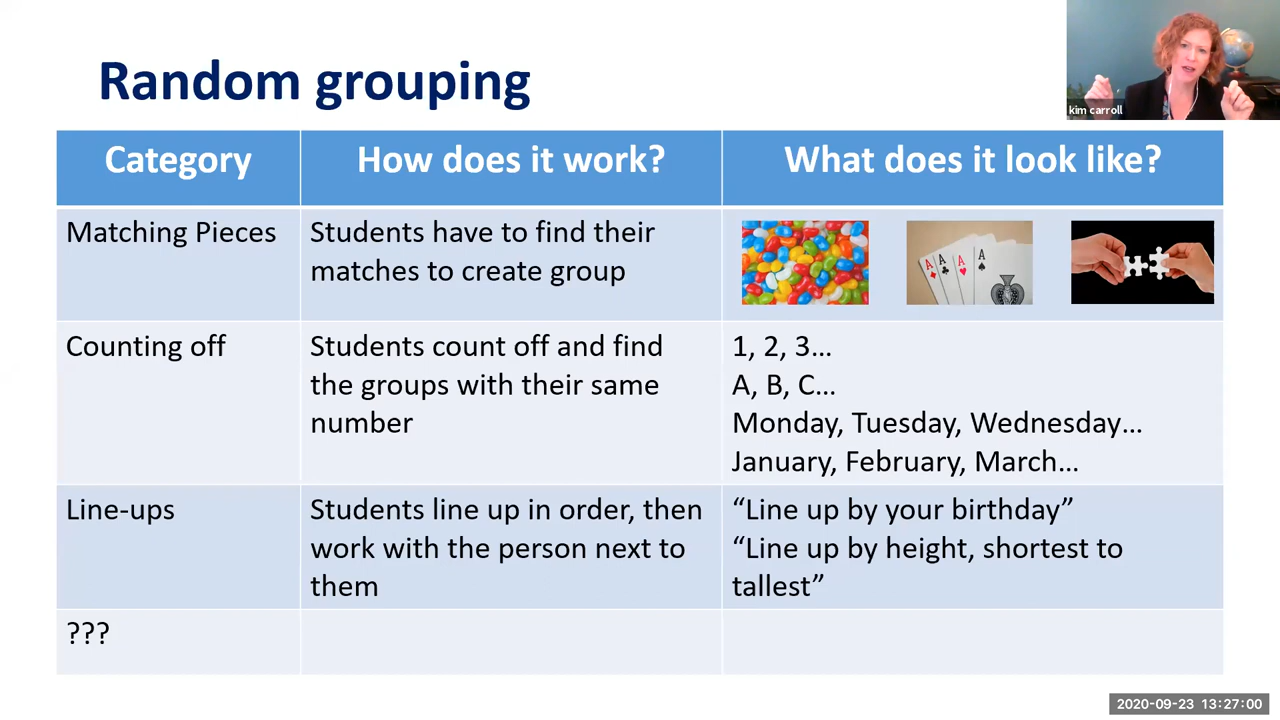 Random grouping
kim carroll
Category
How does it work?
What does it look like?
Matching Pieces
Students have to find their
matches to create group
A A A A
Counting off
Students count off and find
the groups with their same
number
1, 2, 3…
A, B, C…
Monday, Tuesday, Wednesday…
January, February, March…
Line-ups
Students line up in order, then
work with the person next to
them
“Line up by your birthday”
“Line up by height, shortest to
tallest”
???
2020-09-23 13:27:00